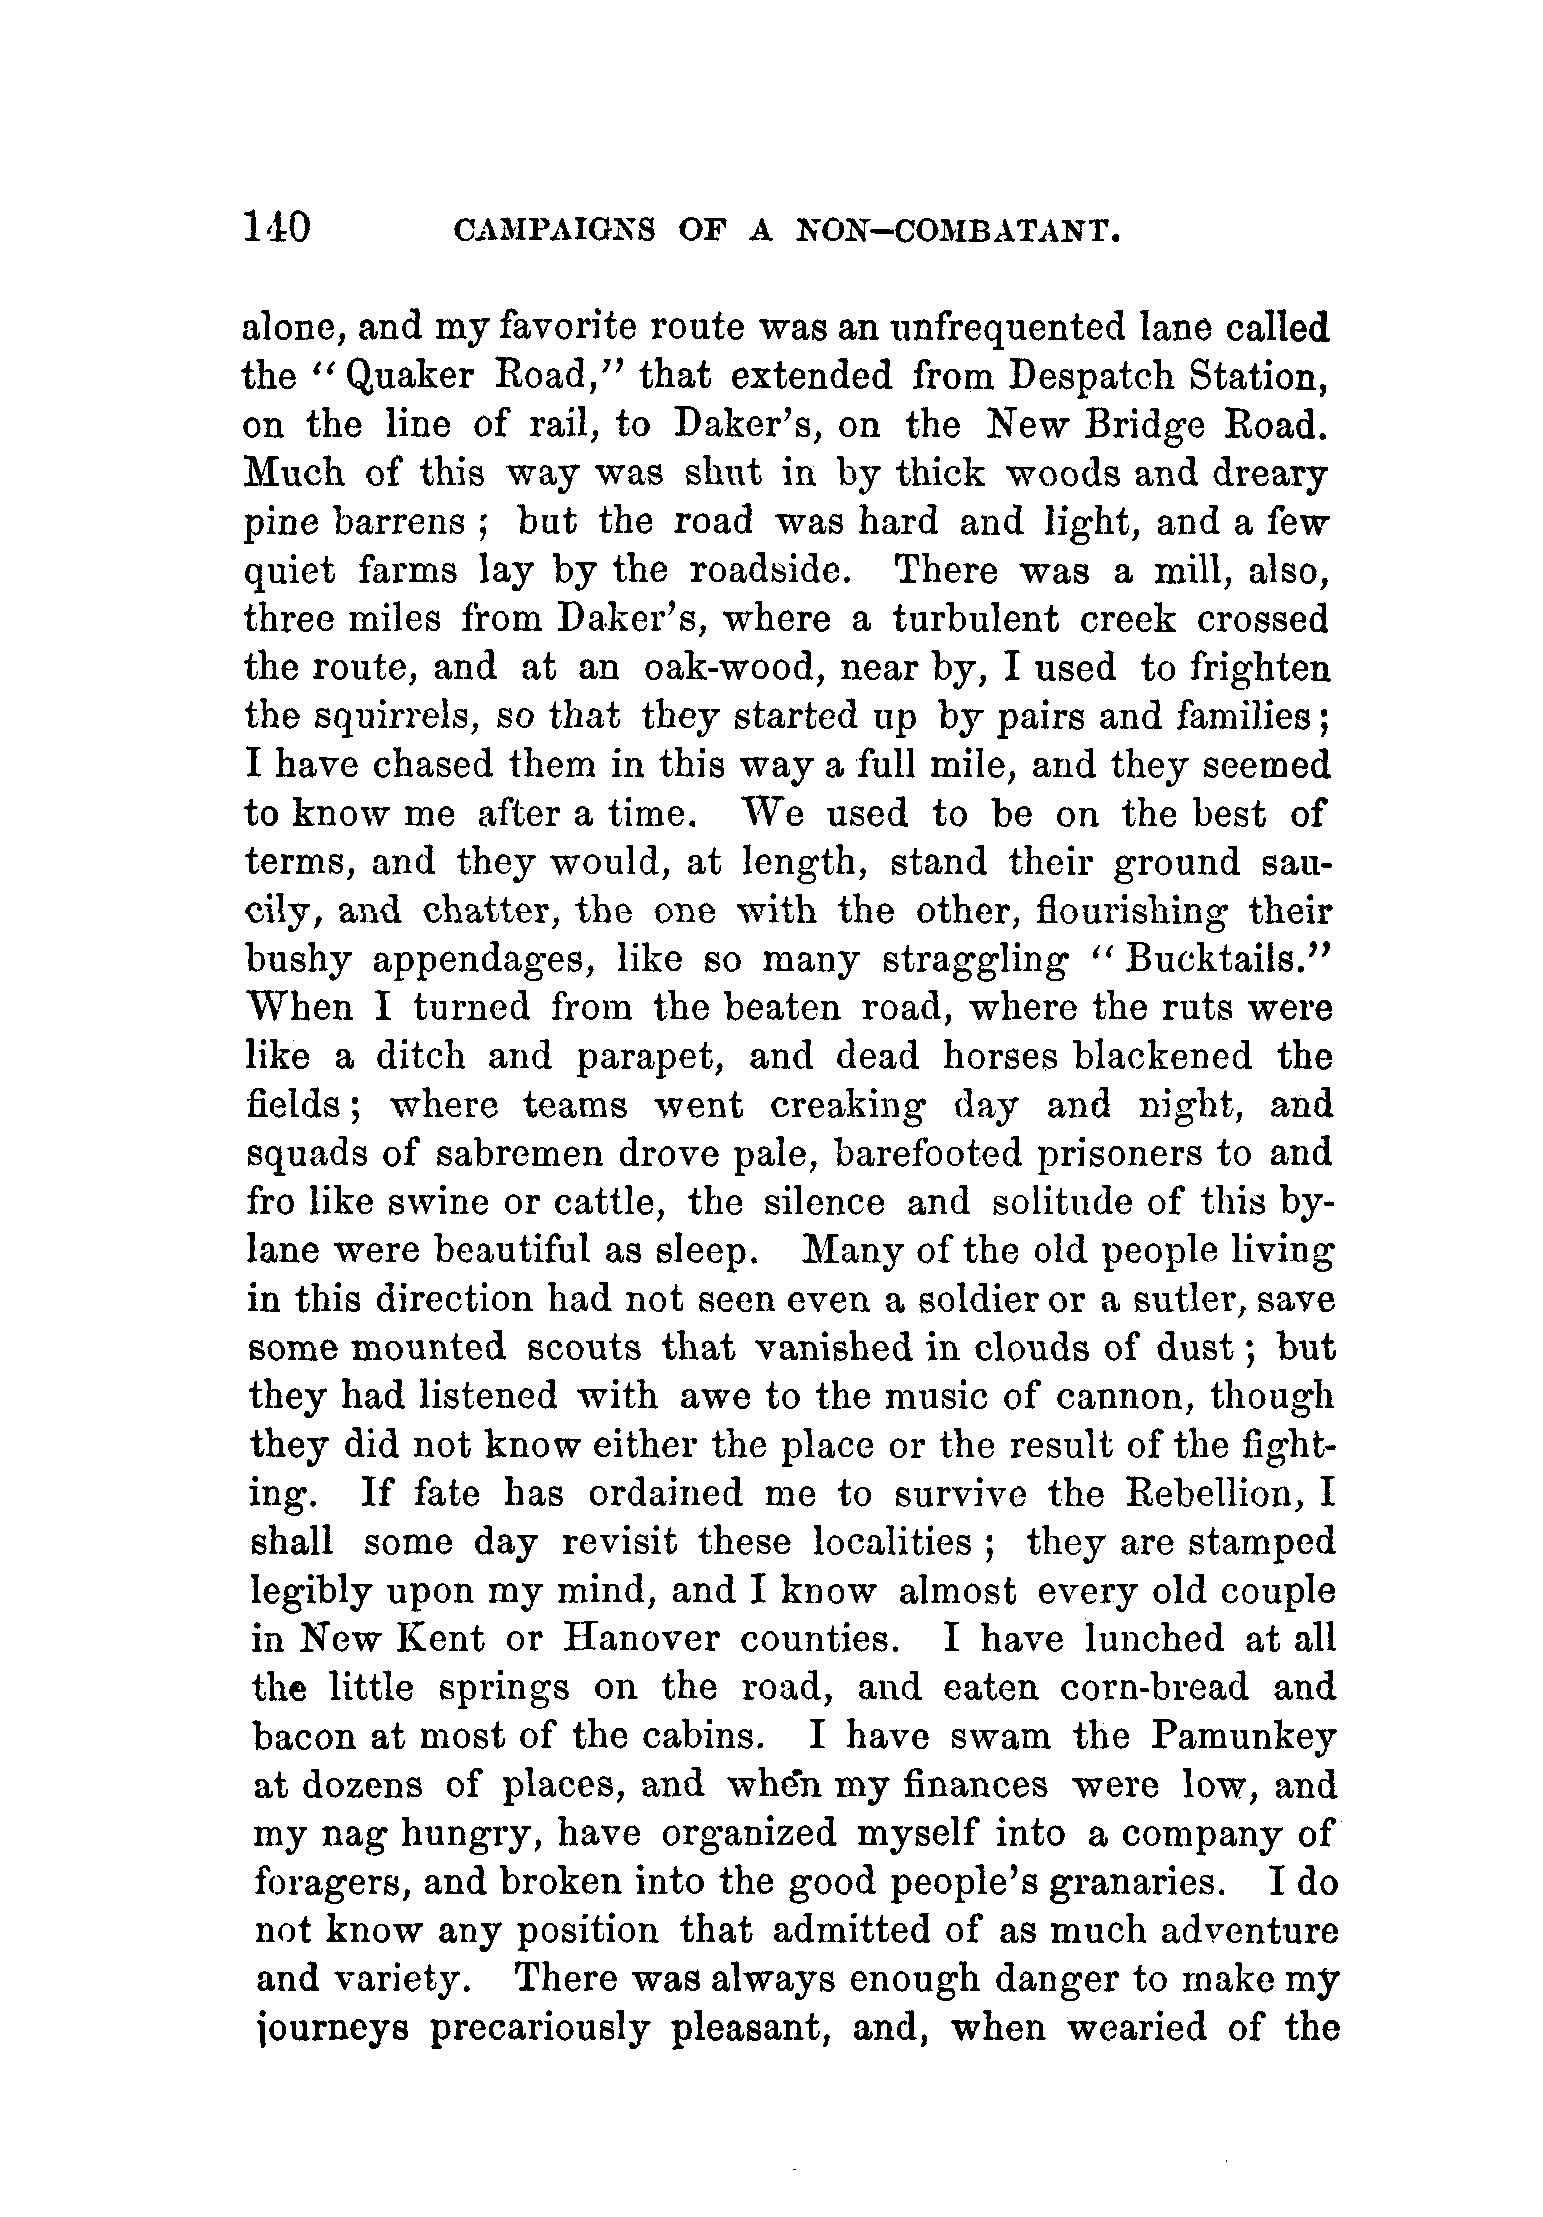 140 CAMPAIGNS OF A NON-COMBATANT.
alone, and my favorite route was an unfrequented lane called
the "Quaker Road," that extended from Despatch Station,
on the line of rail, to Daker's, on the New Bridge Road.
Much of this way was shut in by thick woods and dreary
pine barrens ; but the road was hard and light, and a few
quiet farms lay by the roadside. There was a mill, also,
three miles from Daker's, where a turbulent creek crossed
the route, and at an oak-wood, near by, I used to frighten
the squirrels, so that they started up by pairs and families ;
I have chased them in this way a full mile, and they seemed
to know me after a time. We used to be on the best of
terms, and they would, at length, stand their ground sau-
cily, and chatter, the one with the other, flourishing their
bushy appendages, like so many straggling "Bucktails."
When I turned from the beaten road, where the ruts were
like a ditch and parapet, and dead horses blackened the
fields ; where teams went creaking day and night, and
squads of sabremen drove pale, barefooted prisoners to and
fro like swine or cattle, the silence and solitude of this by-
lane were beautiful as sleep. Many of the old people living
in this direction had not seen even a soldier or a sutler, save
some mounted scouts that vanished in clouds of dust ; but
they had listened with awe to the music of cannon, though
they did not know either the place or the result of the fight-
ing. If fate has ordained me to survive the Rebellion, I
shall some day revisit these localities ; they are stamped
legibly upon my mind, and I know almost every old couple
in New Kent or Hanover counties. I have lunched at all
the little springs on the road, and eaten corn-bread and
bacon at most of the cabins. I have swam the Pamunkey
at dozens of places, and when my finances were low, and
my nag hungry, have organized myself into a company of
foragers, and broken into the good people's granaries. I do
not know any position that admitted of as much adventure
and variety. There was always enough danger to make my
journeys precariously pleasant, and, when wearied of the